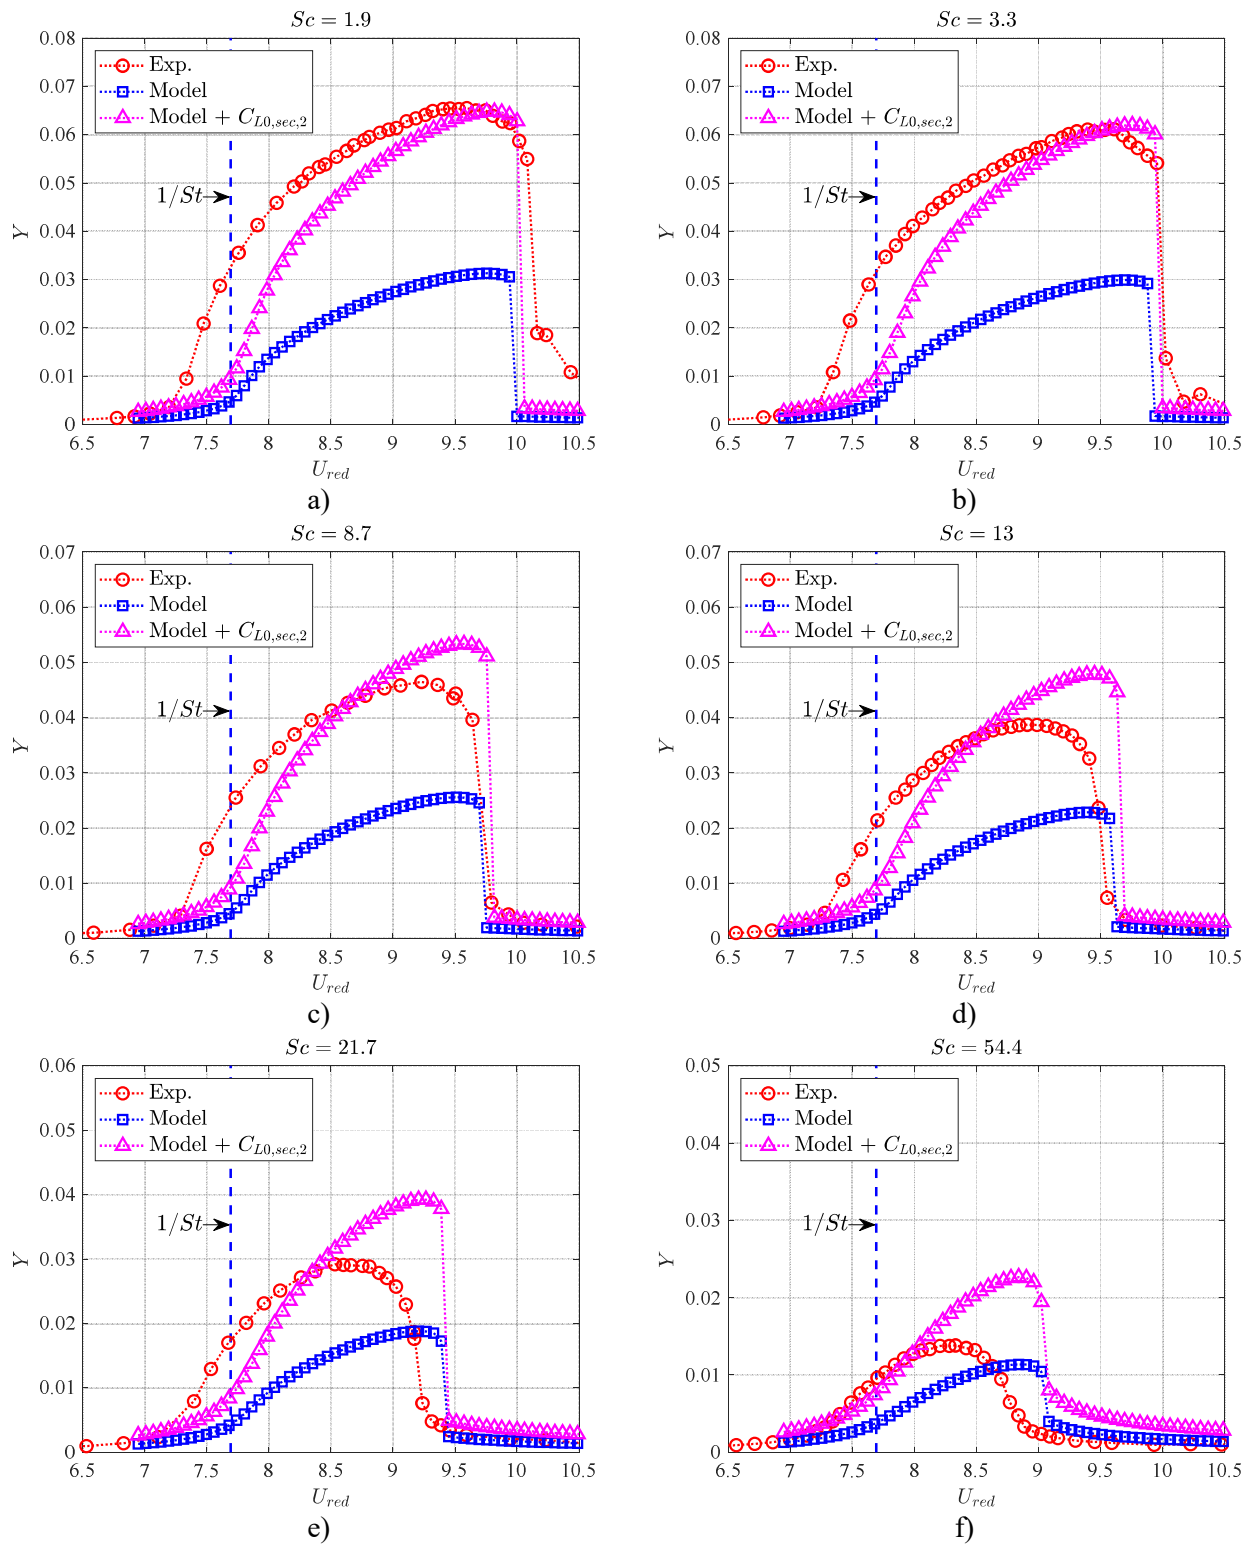 Sc = 1.9
0.08
0.07
0.06
0.05
0.04
0.03
0.02
0.01
0
Y
Exp.
Model
Model + C_{L0,sec,2}
1/St
6.5 7 7.5 8 8.5 9 9.5 10 10.5
U_{red}
a)
Sc = 3.3
0.08
0.07
0.06
0.05
0.04
0.03
0.02
0.01
0
Y
Exp.
Model
Model + C_{L0,sec,2}
1/St
6.5 7 7.5 8 8.5 9 9.5 10 10.5
U_{red}
b)
Sc = 8.7
0.07
0.06
0.05
0.04
0.03
0.02
0.01
0
Y
Exp.
Model
Model + C_{L0,sec,2}
1/St
6.5 7 7.5 8 8.5 9 9.5 10 10.5
U_{red}
c)
Sc = 13
0.07
0.06
0.05
0.04
0.03
0.02
0.01
0
Y
Exp.
Model
Model + C_{L0,sec,2}
1/St
6.5 7 7.5 8 8.5 9 9.5 10 10.5
U_{red}
d)
Sc = 21.7
0.06
0.05
0.04
0.03
0.02
0.01
0
Y
Exp.
Model
Model + C_{L0,sec,2}
1/St
6.5 7 7.5 8 8.5 9 9.5 10 10.5
U_{red}
e)
Sc = 54.4
0.05
0.04
0.03
0.02
0.01
0
Y
Exp.
Model
Model + C_{L0,sec,2}
1/St
6.5 7 7.5 8 8.5 9 9.5 10 10.5
U_{red}
f)